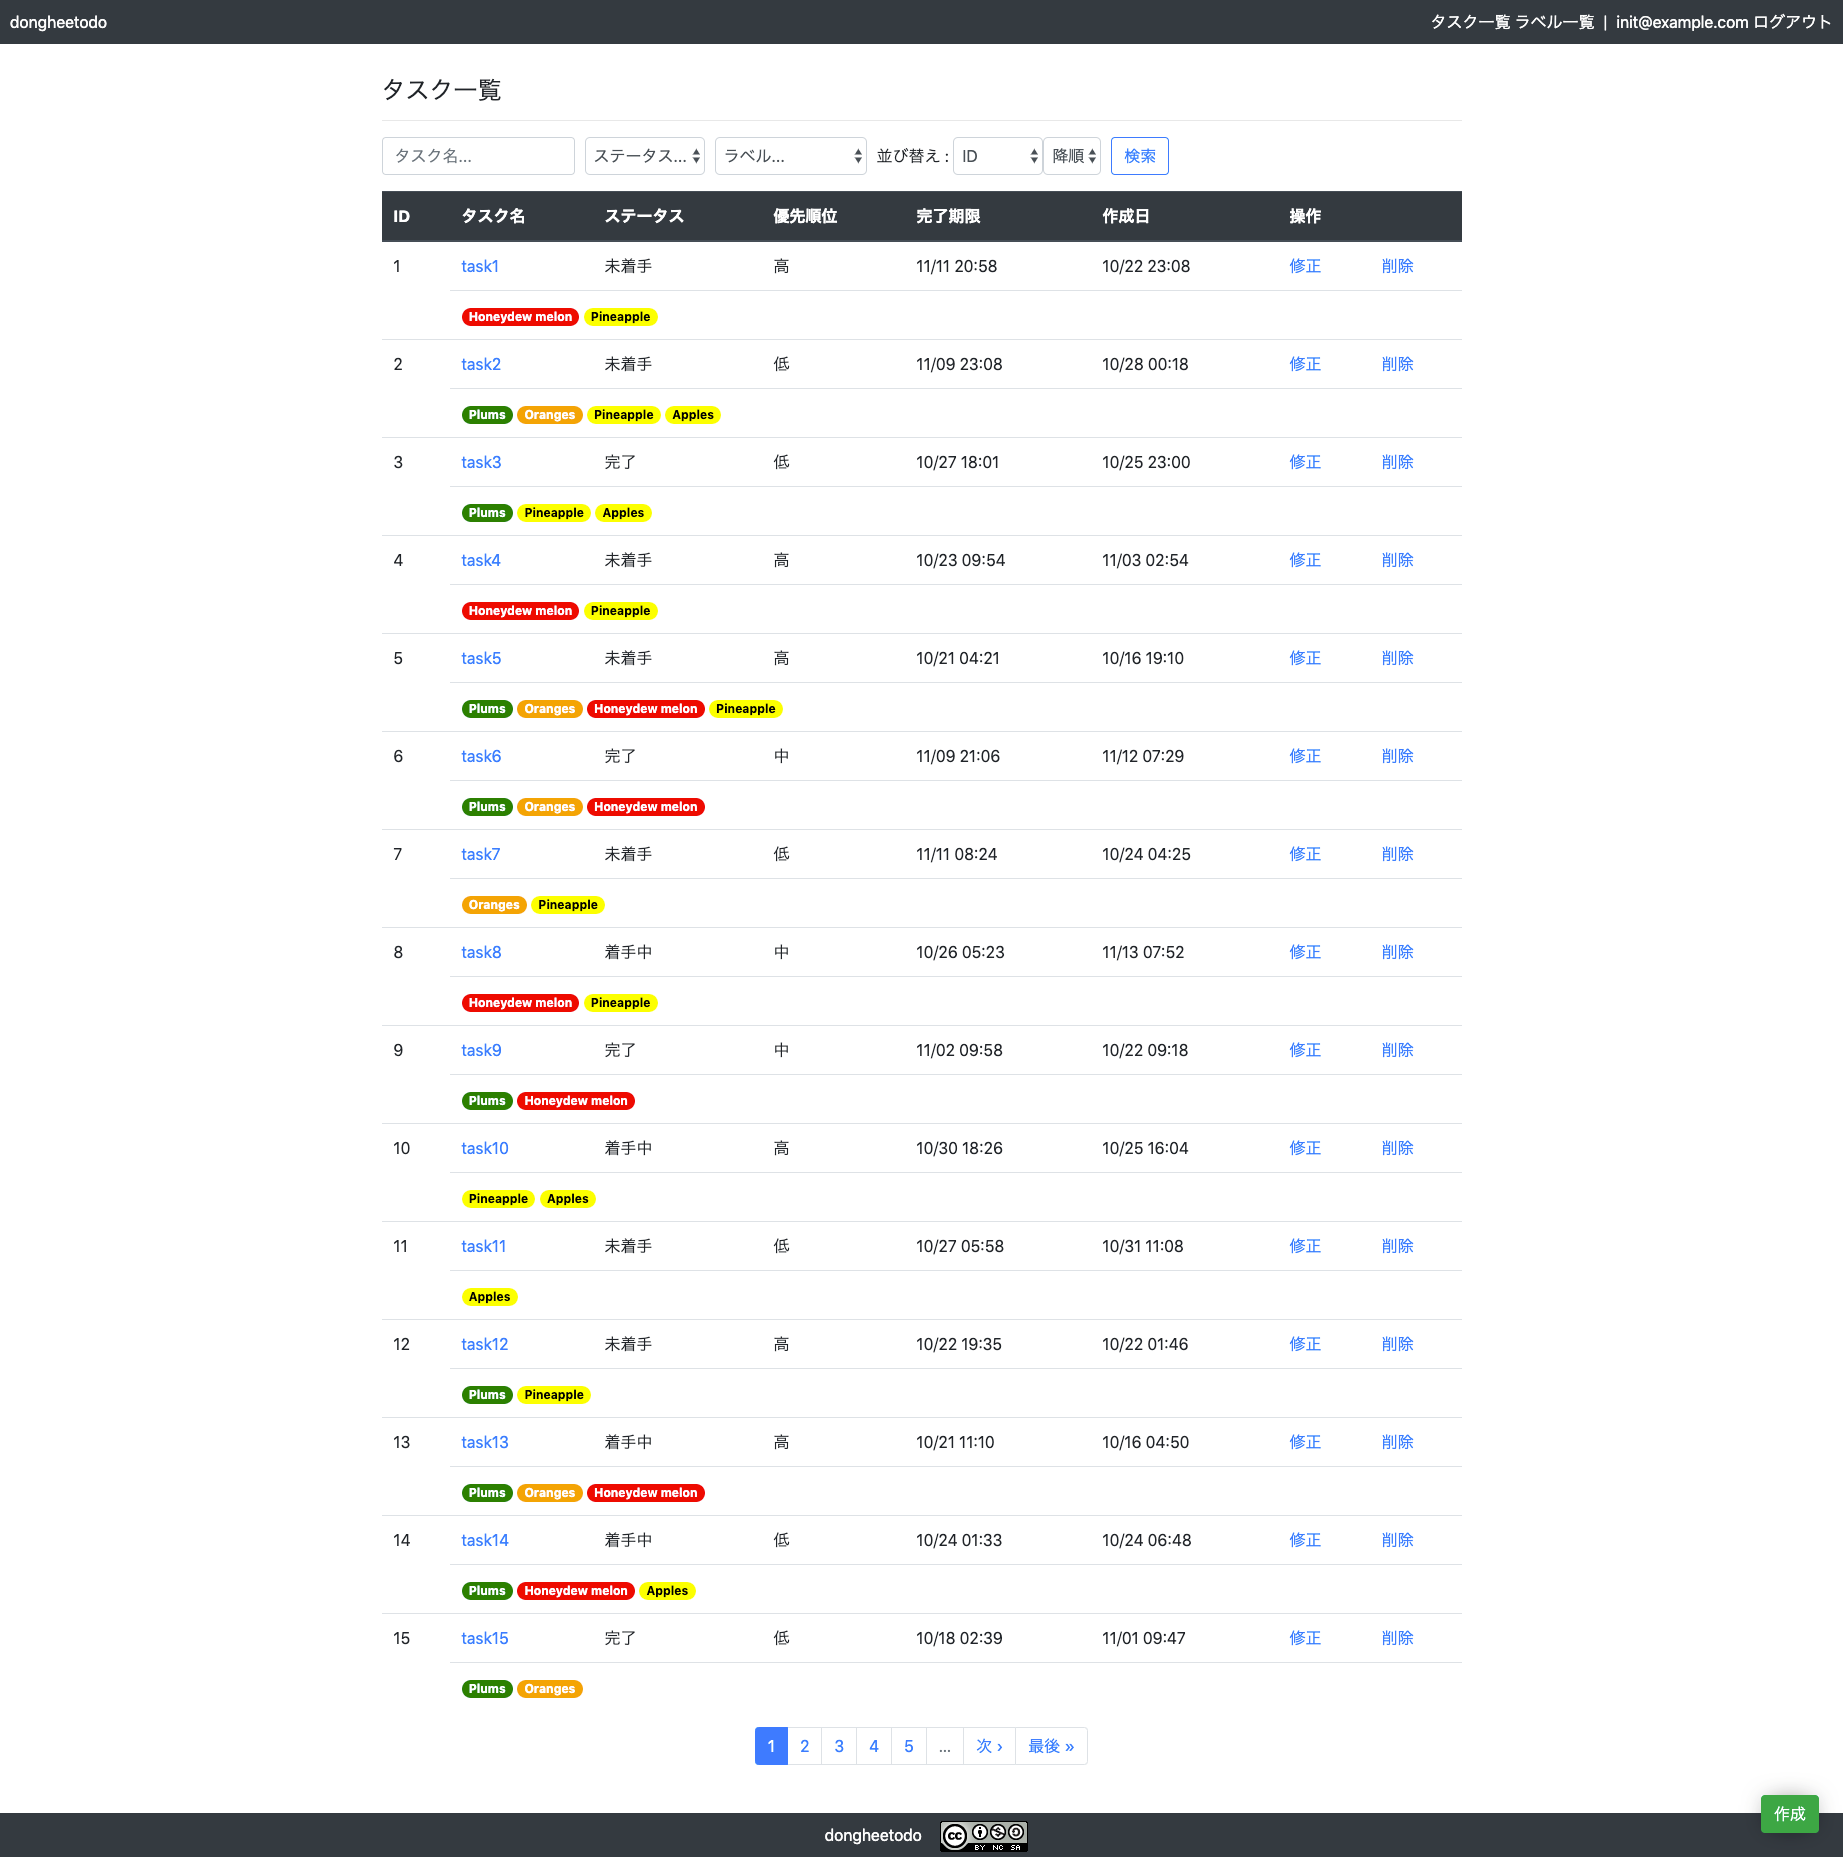 dongheetodo タスク一覧 ラベル一覧 | init@example.com ログアウト
タスク一覧
タスク名... ステータス... ラベル... 並び替え : ID 降順 検索
ID タスク名 ステータス 優先順位 完了期限 作成日 操作
1 task1 未着手 高 11/11 20:58 10/22 23:08 修正 削除
Honeydew melon Pineapple
2 task2 未着手 低 11/09 23:08 10/28 00:18 修正 削除
Plums Oranges Pineapple Apples
3 task3 完了 低 10/27 18:01 10/25 23:00 修正 削除
Plums Pineapple Apples
4 task4 未着手 高 10/23 09:54 11/03 02:54 修正 削除
Honeydew melon Pineapple
5 task5 未着手 高 10/21 04:21 10/16 19:10 修正 削除
Plums Oranges Honeydew melon Pineapple
6 task6 完了 中 11/09 21:06 11/12 07:29 修正 削除
Plums Oranges Honeydew melon
7 task7 未着手 低 11/11 08:24 10/24 04:25 修正 削除
Oranges Pineapple
8 task8 着手中 中 10/26 05:23 11/13 07:52 修正 削除
Honeydew melon Pineapple
9 task9 完了 中 11/02 09:58 10/22 09:18 修正 削除
Plums Honeydew melon
10 task10 着手中 高 10/30 18:26 10/25 16:04 修正 削除
Pineapple Apples
11 task11 未着手 低 10/27 05:58 10/31 11:08 修正 削除
Apples
12 task12 未着手 高 10/22 19:35 10/22 01:46 修正 削除
Plums Pineapple
13 task13 着手中 高 10/21 11:10 10/16 04:50 修正 削除
Plums Oranges Honeydew melon
14 task14 着手中 低 10/24 01:33 10/24 06:48 修正 削除
Plums Honeydew melon Apples
15 task15 完了 低 10/18 02:39 11/01 09:47 修正 削除
Plums Oranges
1 2 3 4 5 ... 次 › 最後 »
作成
dongheetodo cc BY NC SA